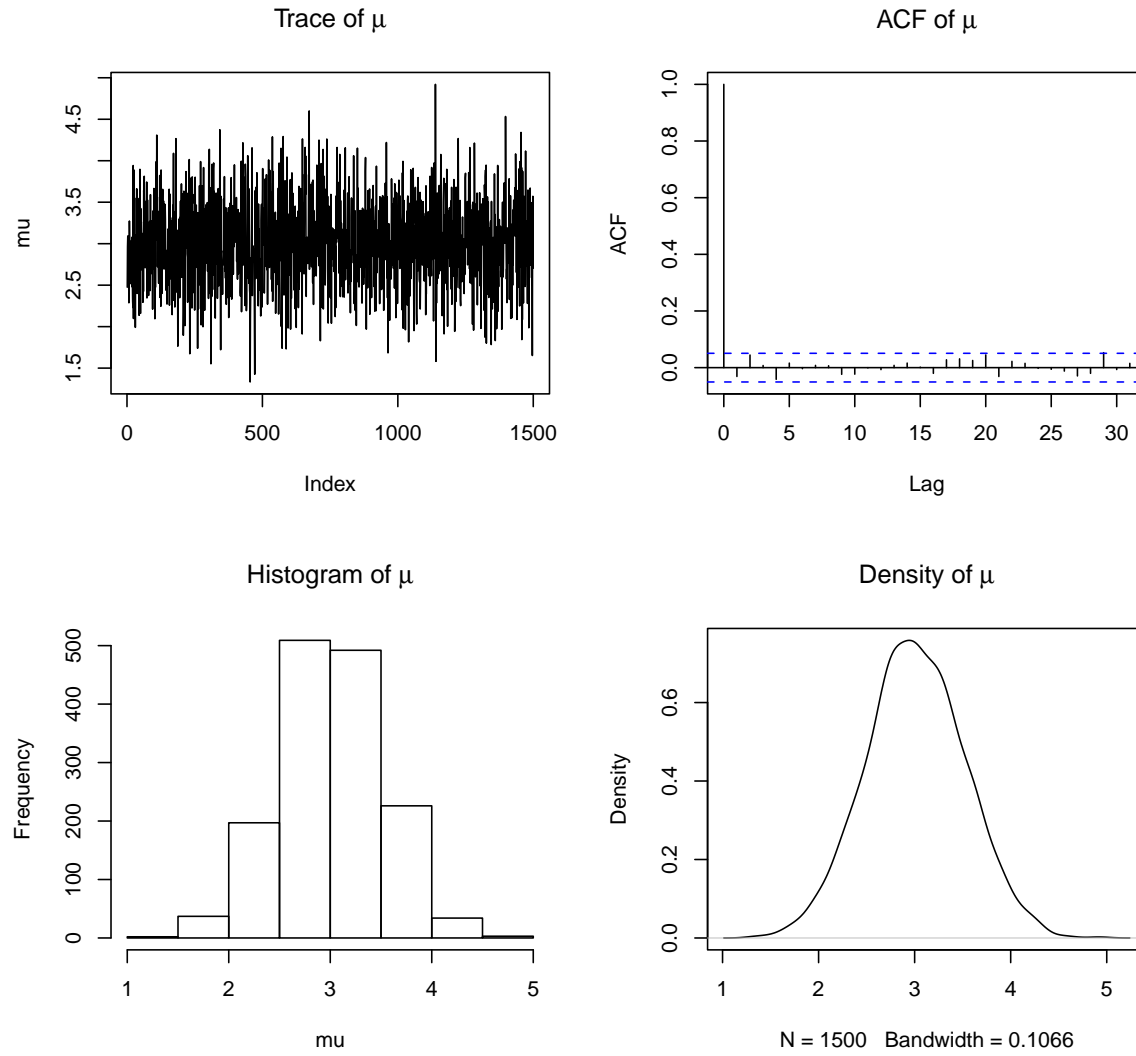 Trace of μ
mu
1.5 2.5 3.5 4.5
0 500 1000 1500
Index
ACF of μ
ACF
0.0 0.2 0.4 0.6 0.8 1.0
0 5 10 15 20 25 30
Lag
Histogram of μ
Frequency
0 100 200 300 400 500
1 2 3 4 5
mu
Density of μ
Density
0.0 0.2 0.4 0.6
1 2 3 4 5
N = 1500 Bandwidth = 0.1066